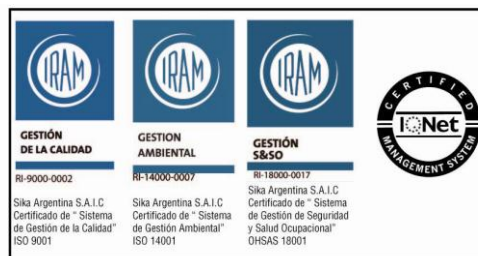 IRAM
GESTIÓN
DE LA CALIDAD
RI-9000-0002
Sika Argentina S.A.I.C
Certificado de “ Sistema
de Gestión de la Calidad”
ISO 9001
IRAM
GESTION
AMBIENTAL
RI-14000-0007
Sika Argentina S.A.I.C
Certificado de “ Sistema
de Gestión Ambiental”
ISO 14001
IRAM
GESTIÓN
S&SO
RI-18000-0017
Sika Argentina S.A.I.C
Certificado de “ Sistema
de Gestión de Seguridad
y Salud Ocupacional”
OHSAS 18001
CERTIFIED
IQNet
MANAGEMENT SYSTEM